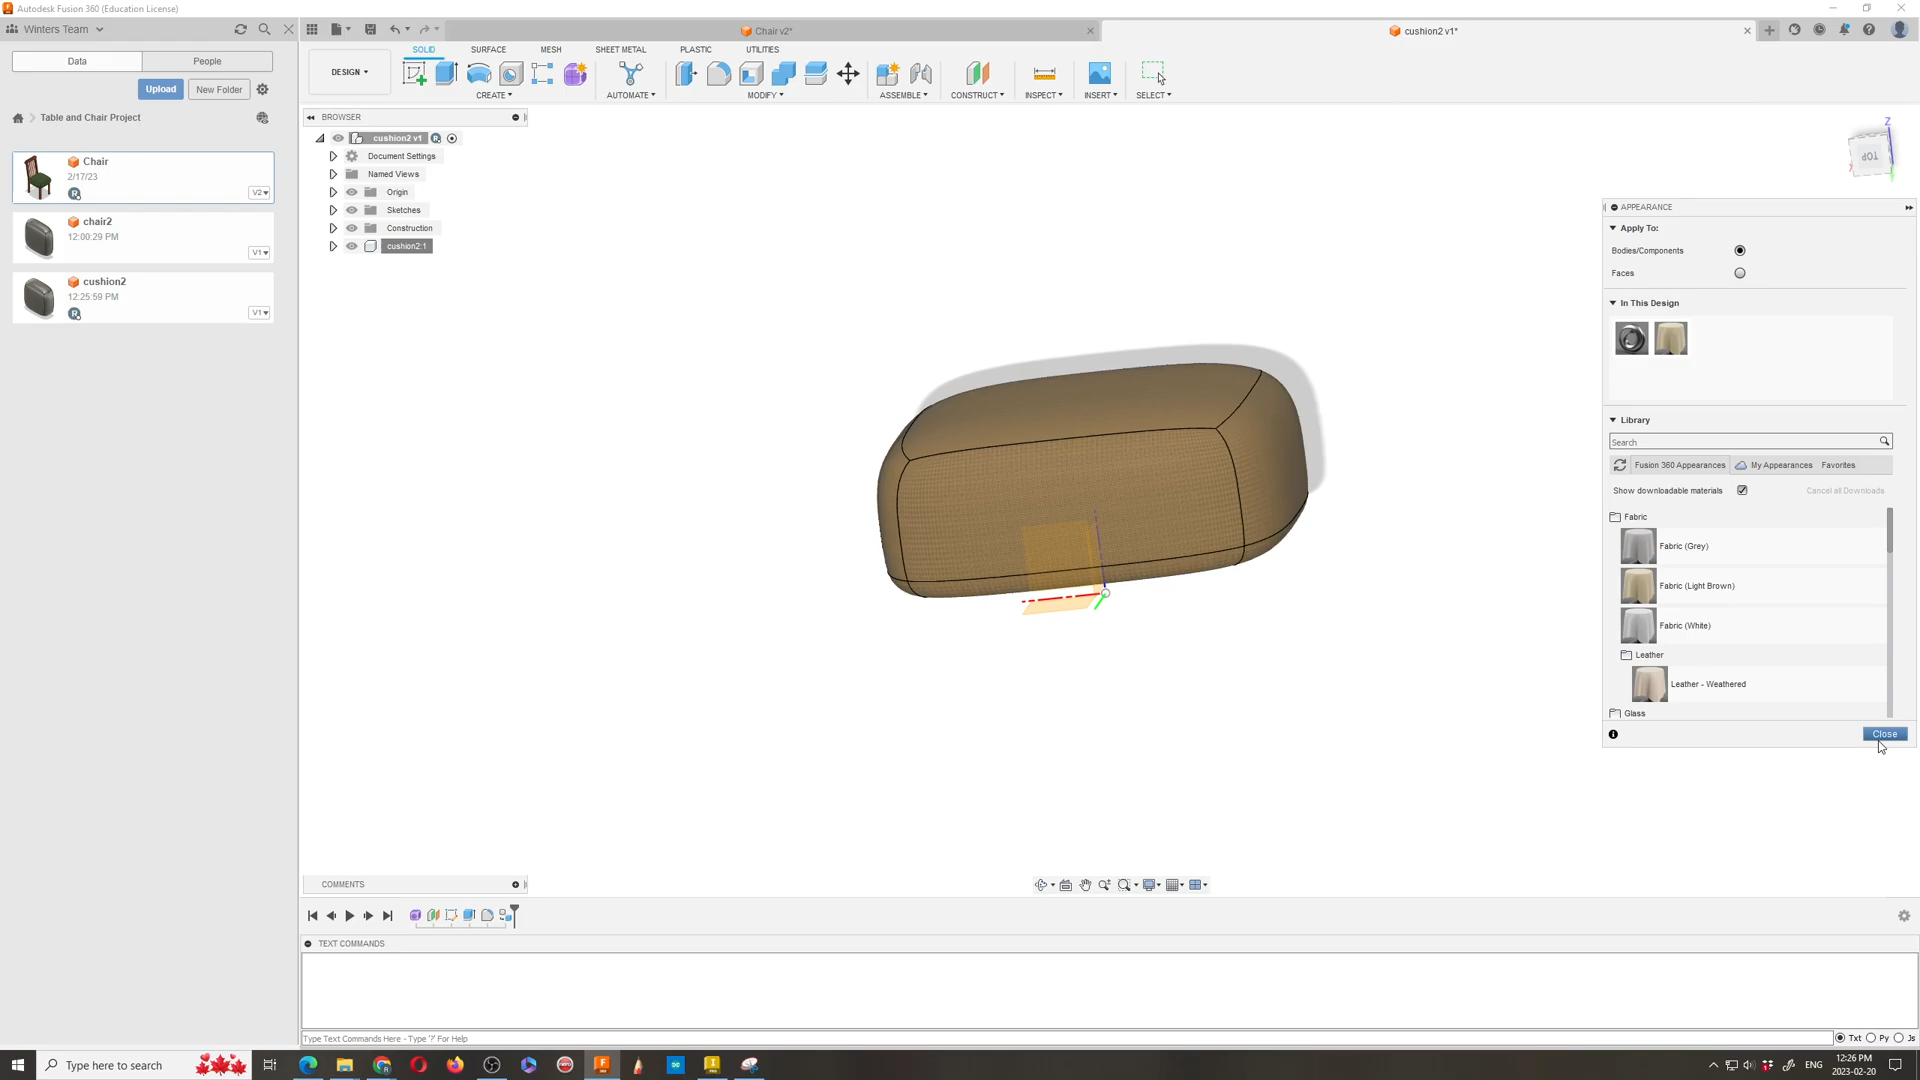 Autodesk Fusion 360 (Education License)
Winters Team
Chair v2*
cushion2 v1*
Data
People
Upload
New Folder
Table and Chair Project
Chair
2/17/23
V2
chair2
12:00:29 PM
V1
cushion2
12:25:59 PM
V1
DESIGN
SOLID
SURFACE
MESH
SHEET METAL
PLASTIC
UTILITIES
CREATE
AUTOMATE
MODIFY
ASSEMBLE
CONSTRUCT
INSPECT
INSERT
SELECT
BROWSER
cushion2 v1
Document Settings
Named Views
Origin
Sketches
Construction
cushion2:1
Z
TOP
APPEARANCE
Apply To:
Bodies/Components
Faces
In This Design
Library
Search
Fusion 360 Appearances
My Appearances
Favorites
Show downloadable materials
Cancel all Downloads
Fabric
Fabric (Grey)
Fabric (Light Brown)
Fabric (White)
Leather
Leather - Weathered
Glass
Close
COMMENTS
TEXT COMMANDS
Type Text Commands Here - Type '?' For Help
Txt
Py
Js
Type here to search
ENG
12:26 PM
2023-02-20